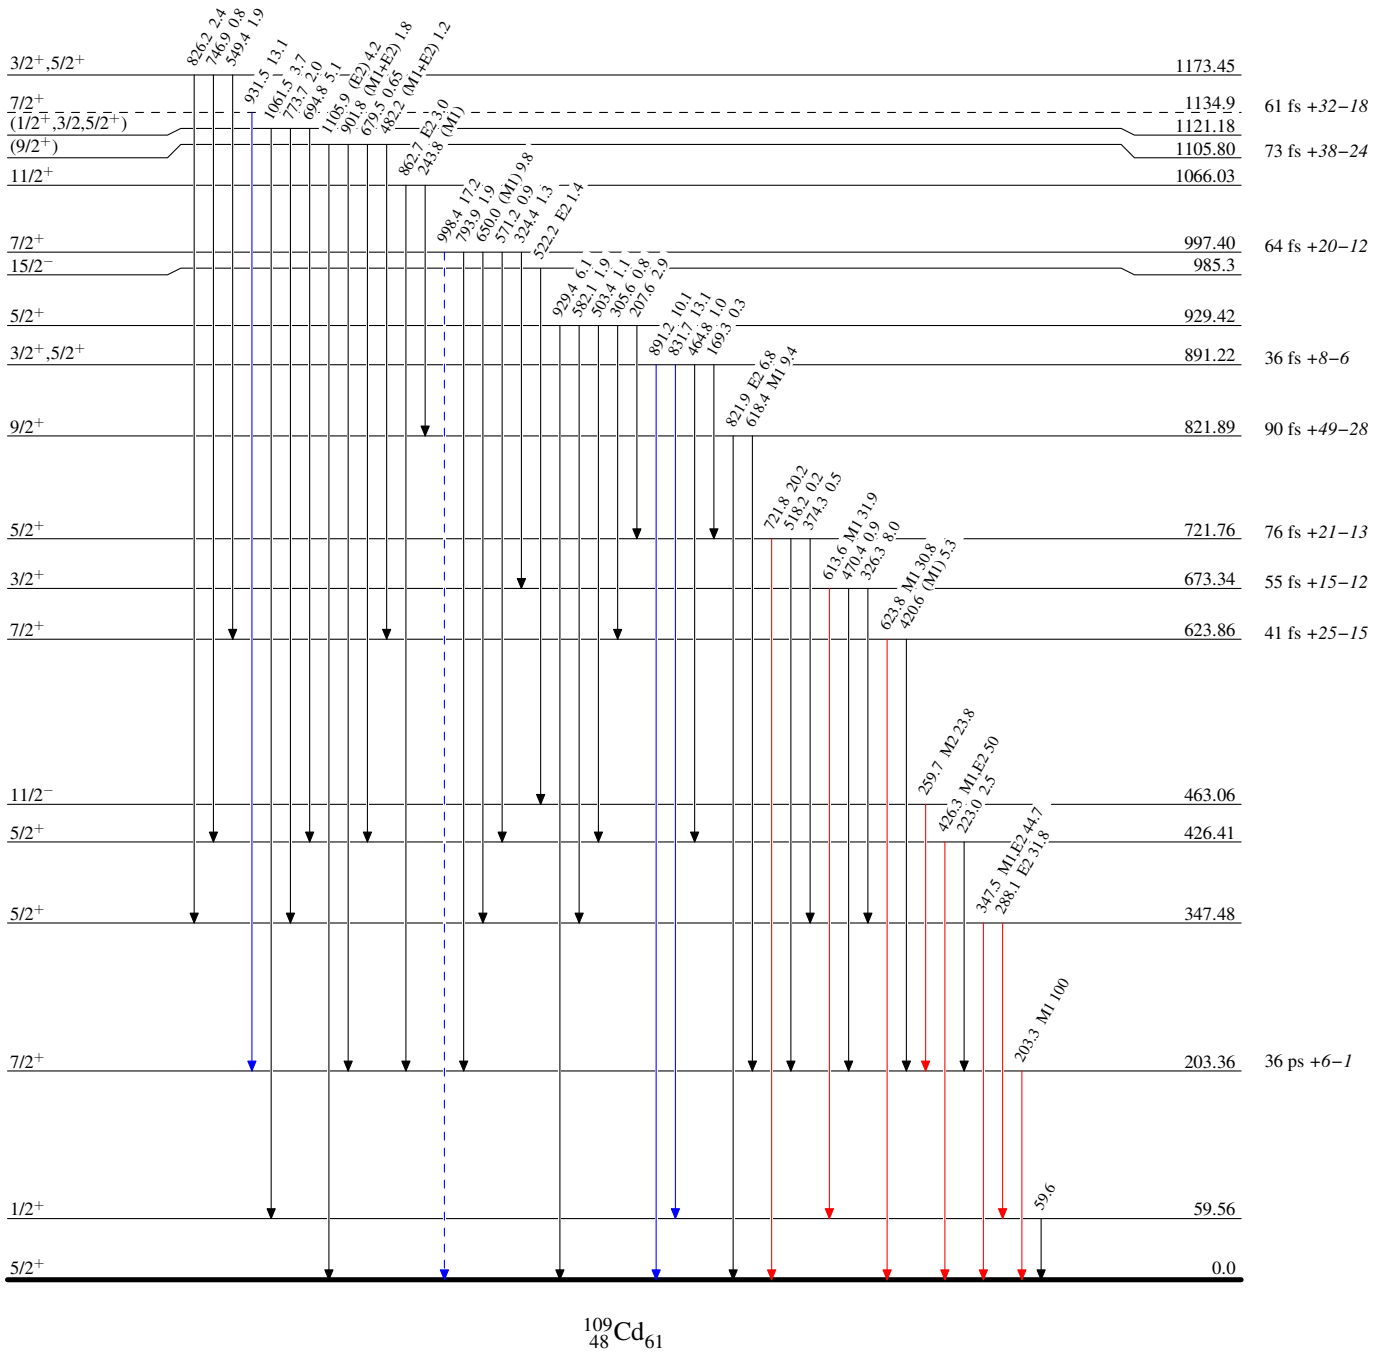 826.2 2.4
746.9 0.8
549.4 1.9
931.5 13.1
1061.5 3.7
773.7 2.0
694.8 5.1
1105.9 (E2) 4.2
901.8 (M1+E2) 1.8
679.5 0.65
482.2 (M1+E2) 1.2
862.7 E2 3.0
243.8 (M1)
998.4 17.2
793.9 1.9
650.0 (M1) 9.8
571.2 0.9
324.4 1.3
522.2 E2 1.4
929.4 6.1
582.1 1.9
503.4 1.1
305.6 0.8
207.6 2.9
891.2 10.1
831.7 13.1
464.8 1.0
169.3 0.3
821.9 E2 6.8
618.4 M1 9.4
721.8 20.2
518.2 0.2
374.3 0.5
613.6 M1 31.9
470.4 0.9
326.3 8.0
623.8 M1 30.8
420.6 (M1) 5.3
259.7 M2 23.8
426.3 M1,E2 50
223.0 2.5
347.5 M1,E2 44.7
288.1 E2 31.8
203.3 M1 100
59.6
3/2+,5/2+ 1173.45
7/2+ 1134.9 61 fs +32−18
(1/2+,3/2,5/2+) 1121.18
(9/2+) 1105.80 73 fs +38−24
11/2+ 1066.03
7/2+ 997.40 64 fs +20−12
15/2− 985.3
5/2+ 929.42
3/2+,5/2+ 891.22 36 fs +8−6
9/2+ 821.89 90 fs +49−28
5/2+ 721.76 76 fs +21−13
3/2+ 673.34 55 fs +15−12
7/2+ 623.86 41 fs +25−15
11/2− 463.06
5/2+ 426.41
5/2+ 347.48
7/2+ 203.36 36 ps +6−1
1/2+ 59.56
5/2+ 0.0
109 48 Cd 61